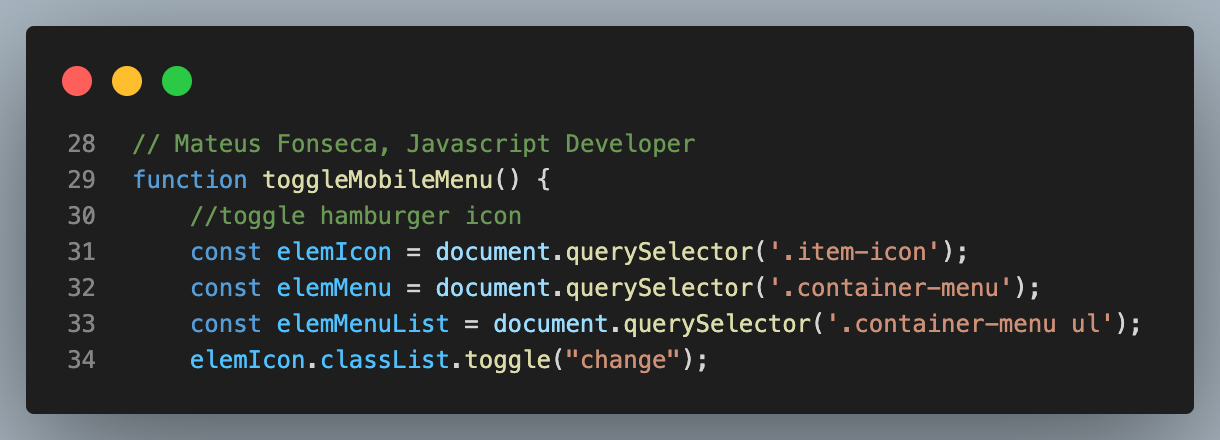 28 // Mateus Fonseca, Javascript Developer
29 function toggleMobileMenu() {
30     //toggle hamburger icon
31     const elemIcon = document.querySelector('.item-icon');
32     const elemMenu = document.querySelector('.container-menu');
33     const elemMenuList = document.querySelector('.container-menu ul');
34     elemIcon.classList.toggle("change");